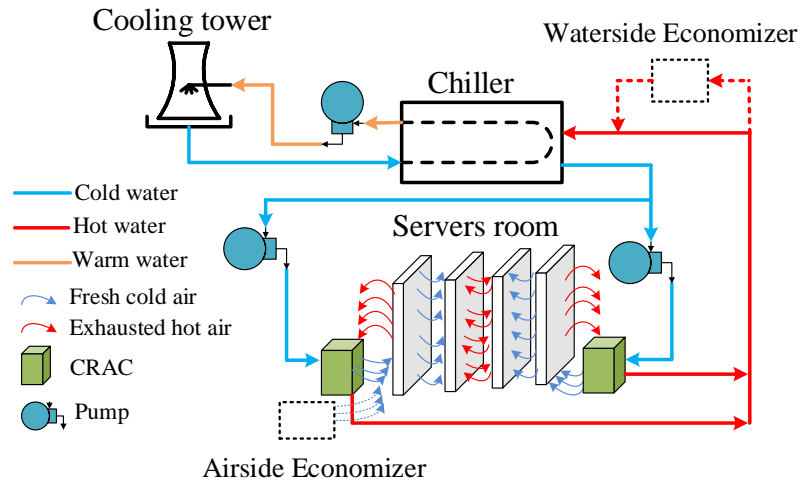 Cooling tower
Waterside Economizer
Chiller
Cold water
Hot water
Warm water
Fresh cold air
Exhausted hot air
CRAC
Pump
Servers room
Airside Economizer